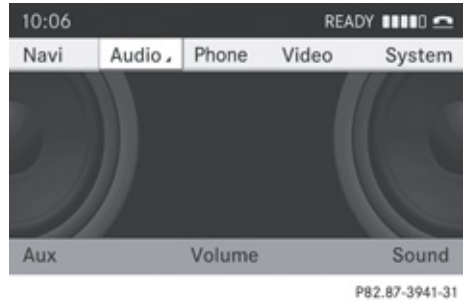 10:06 READY
Navi Audio Phone Video System
Aux Volume Sound
P82.87-3941-31